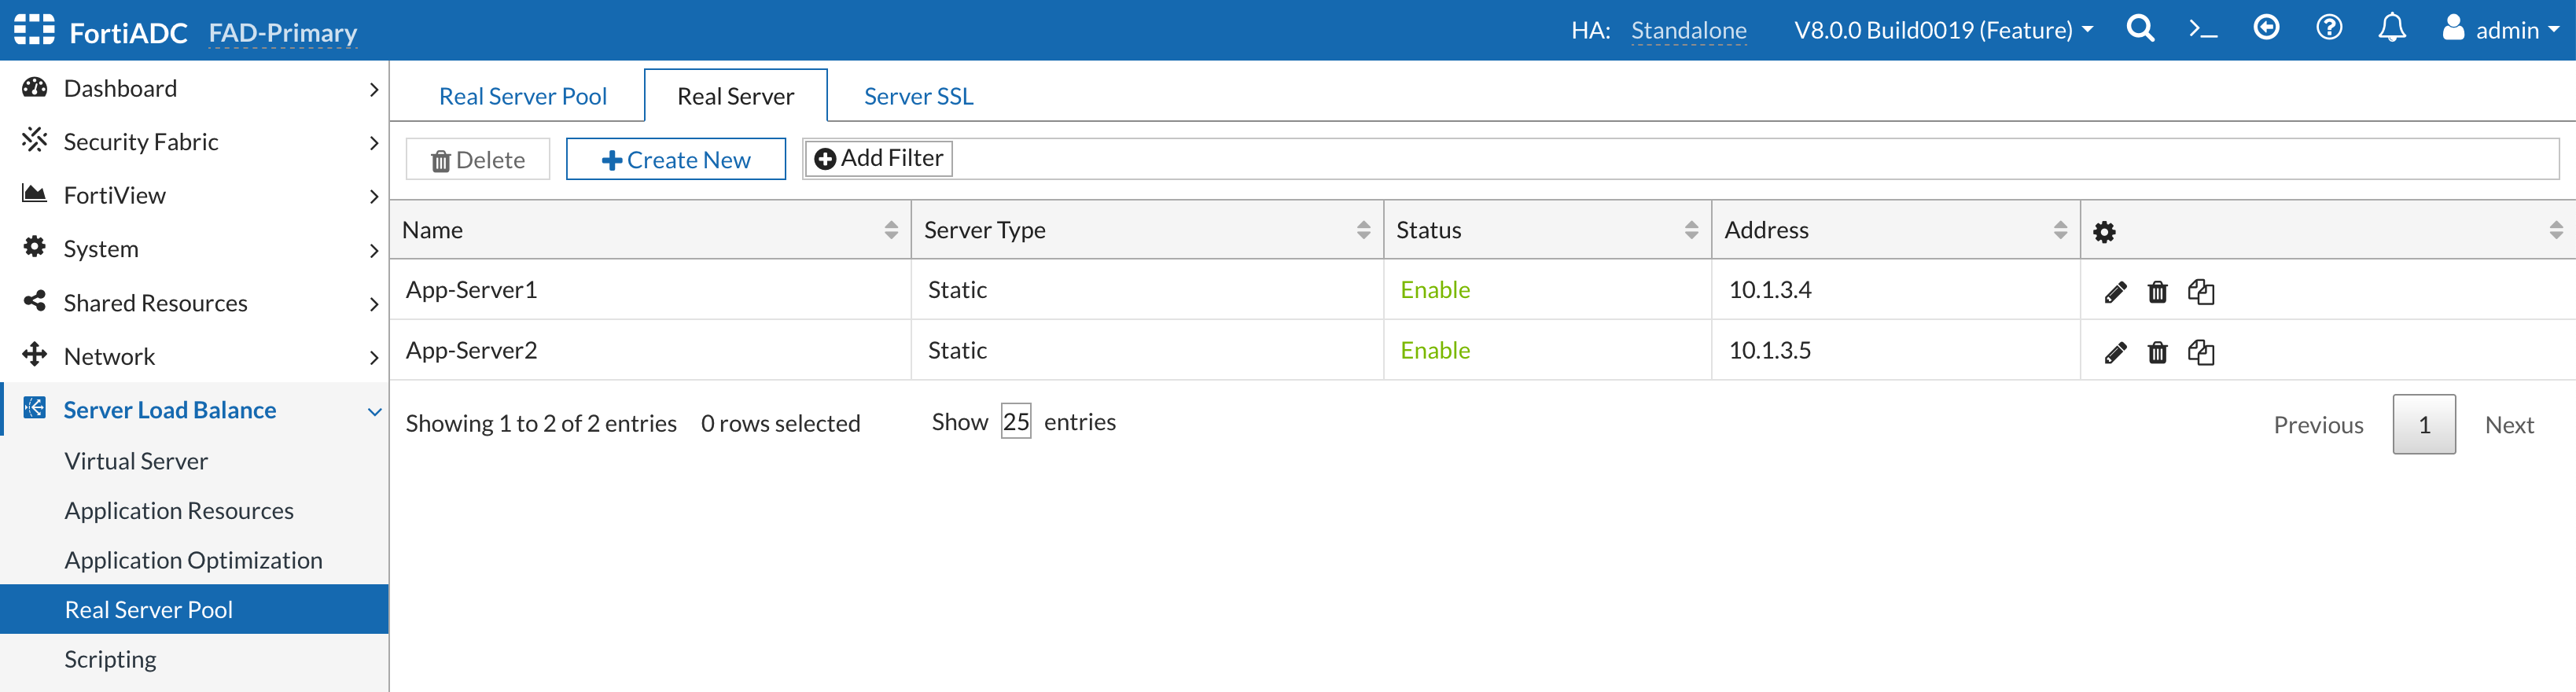 FortiADC FAD-Primary HA: Standalone V8.0.0 Build0019 (Feature) admin
Dashboard
Security Fabric
FortiView
System
Shared Resources
Network
Server Load Balance
Virtual Server
Application Resources
Application Optimization
Real Server Pool
Scripting
Real Server Pool Real Server Server SSL
Delete Create New Add Filter
Name Server Type Status Address
App-Server1 Static Enable 10.1.3.4
App-Server2 Static Enable 10.1.3.5
Showing 1 to 2 of 2 entries 0 rows selected Show 25 entries Previous 1 Next